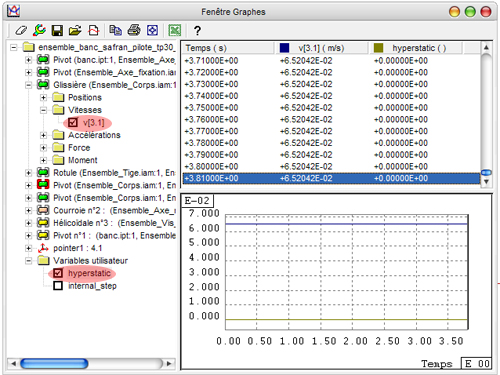 Fenêtre Graphes
?
ensemble_banc_safran_pilote_tp30_
Pivot (banc.ipt:1, Ensemble_
Pivot (Ensemble_Axe_fixation.iam
Glissière (Ensemble_Corps.iam:1
Positions
Vitesses
v[3.1]
Accélérations
Force
Moment
Rotule (Ensemble_Tige.iam:1, En
Pivot (Ensemble_Corps.iam:1, En
Pivot (Ensemble_Corps.iam:1, En
Courroie n°2 : (Ensemble_Axe_r
Hélicoïdale n°3 : (Ensemble_Vis_
Pivot n°1 : (banc.ipt:1, Ensemble
pointer1 : 4.1
Variables utilisateur
hyperstatic
internal_step
Temps ( s) v[3.1] ( m/s) hyperstatic ( )
+3.71000E+00 +6.52042E-02 +0.00000E+00
+3.72000E+00 +6.52042E-02 +0.00000E+00
+3.73000E+00 +6.52042E-02 +0.00000E+00
+3.74000E+00 +6.52042E-02 +0.00000E+00
+3.75000E+00 +6.52042E-02 +0.00000E+00
+3.76000E+00 +6.52042E-02 +0.00000E+00
+3.77000E+00 +6.52042E-02 +0.00000E+00
+3.78000E+00 +6.52042E-02 +0.00000E+00
+3.79000E+00 +6.52042E-02 +0.00000E+00
+3.80000E+00 +6.52042E-02 +0.00000E+00
+3.81000E+00 +6.52042E-02 +0.00000E+00
E-02
7.000
6.000
5.000
4.000
3.000
2.000
1.000
0.000
0.00 0.50 1.00 1.50 2.00 2.50 3.00 3.50
Temps E 00